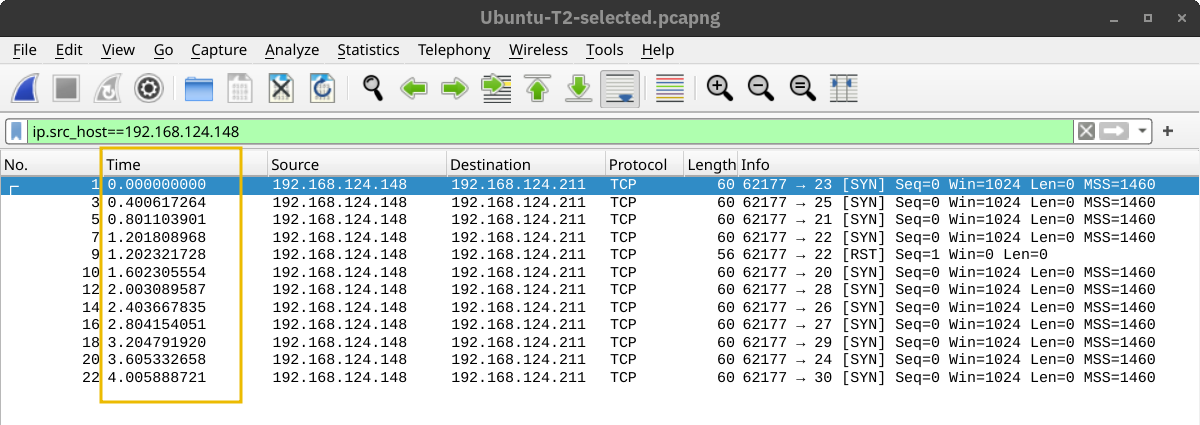 Ubuntu-T2-selected.pcapng
File Edit View Go Capture Analyze Statistics Telephony Wireless Tools Help
ip.src_host==192.168.124.148
No. Time Source Destination Protocol Length Info
1 0.000000000 192.168.124.148 192.168.124.211 TCP 60 62177 → 23 [SYN] Seq=0 Win=1024 Len=0 MSS=1460
3 0.400617264 192.168.124.148 192.168.124.211 TCP 60 62177 → 25 [SYN] Seq=0 Win=1024 Len=0 MSS=1460
5 0.801103901 192.168.124.148 192.168.124.211 TCP 60 62177 → 21 [SYN] Seq=0 Win=1024 Len=0 MSS=1460
7 1.201808968 192.168.124.148 192.168.124.211 TCP 60 62177 → 22 [SYN] Seq=0 Win=1024 Len=0 MSS=1460
9 1.202321728 192.168.124.148 192.168.124.211 TCP 56 62177 → 22 [RST] Seq=1 Win=0 Len=0
10 1.602305554 192.168.124.148 192.168.124.211 TCP 60 62177 → 20 [SYN] Seq=0 Win=1024 Len=0 MSS=1460
12 2.003089587 192.168.124.148 192.168.124.211 TCP 60 62177 → 28 [SYN] Seq=0 Win=1024 Len=0 MSS=1460
14 2.403667835 192.168.124.148 192.168.124.211 TCP 60 62177 → 26 [SYN] Seq=0 Win=1024 Len=0 MSS=1460
16 2.804154051 192.168.124.148 192.168.124.211 TCP 60 62177 → 27 [SYN] Seq=0 Win=1024 Len=0 MSS=1460
18 3.204791920 192.168.124.148 192.168.124.211 TCP 60 62177 → 29 [SYN] Seq=0 Win=1024 Len=0 MSS=1460
20 3.605332658 192.168.124.148 192.168.124.211 TCP 60 62177 → 24 [SYN] Seq=0 Win=1024 Len=0 MSS=1460
22 4.005888721 192.168.124.148 192.168.124.211 TCP 60 62177 → 30 [SYN] Seq=0 Win=1024 Len=0 MSS=1460